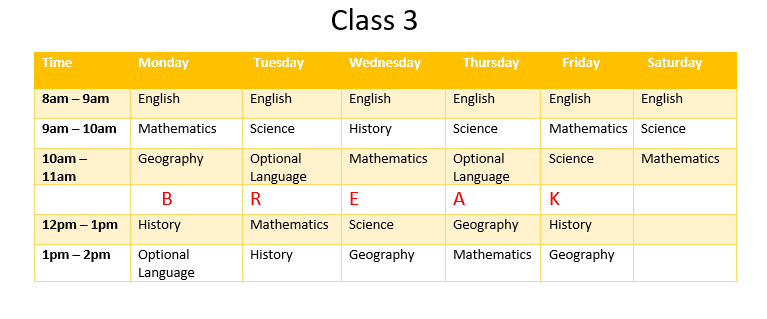 Class 3
Time Monday Tuesday Wednesday Thursday Friday Saturday
8am – 9am English English English English English English
9am – 10am Mathematics Science History Science Mathematics Science
10am – 11am Geography Optional Language Mathematics Optional Language Science Mathematics
B R E A K
12pm – 1pm History Mathematics Science Geography History
1pm – 2pm Optional Language History Geography Mathematics Geography